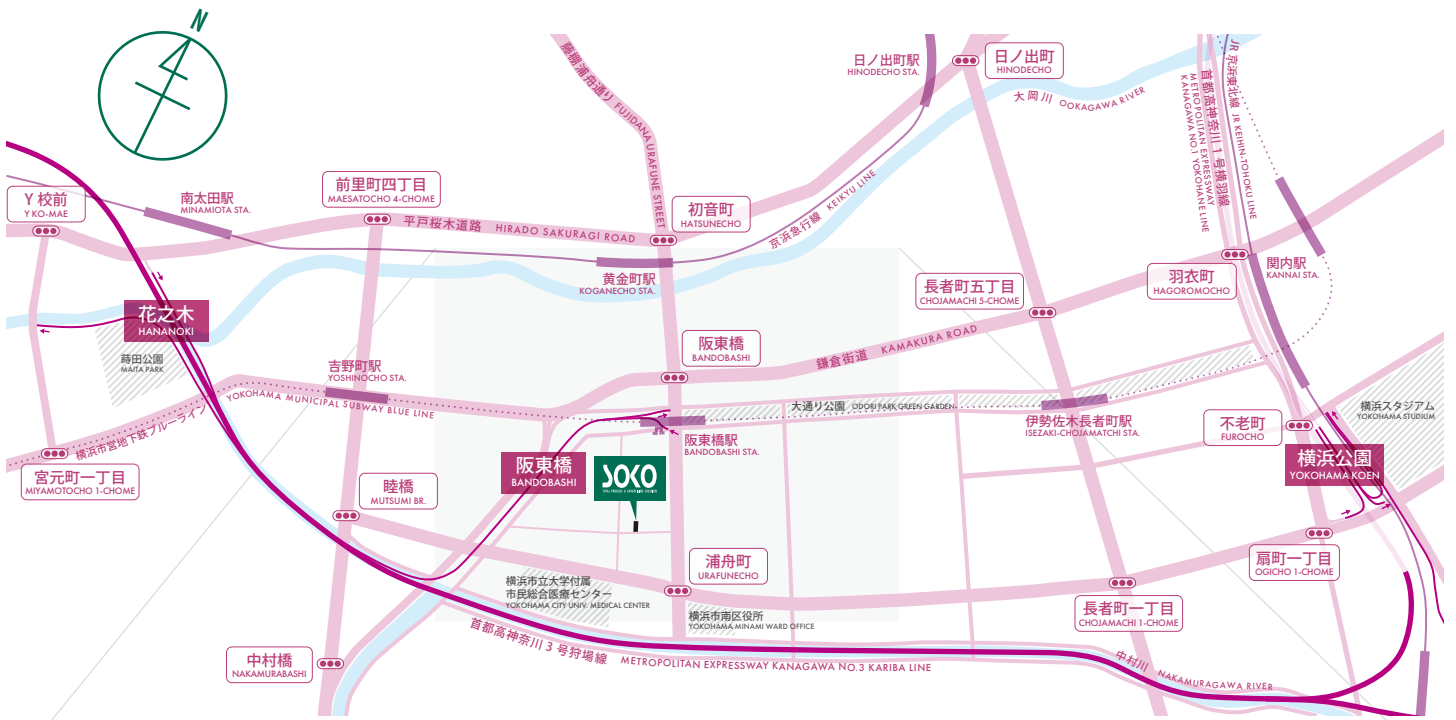 N
藤棚浦舟通り FUJIDANA URAFUNE STREET
日ノ出町駅
HINODECHO STA.
日ノ出町
HINODECHO
大岡川 OOKAGAWA RIVER
首都高神奈川1号横羽線
METROPOLITAN EXPRESSWAY
KANAGAWA NO.1 YOKOHANE LINE
JR 京浜東北線 JR KEIHIN-TOHOKU LINE
Y 校前
Y KO-MAE
南太田駅
MINAMIOTA STA.
前里町四丁目
MAESATOCHO 4-CHOME
平戸桜木道路 HIRADO SAKURAGI ROAD
初音町
HATSUNECHO
京浜急行線 KEIKYU LINE
黄金町駅
KOGANECHO STA.
長者町五丁目
CHOJAMACHI 5-CHOME
羽衣町
HAGOROMOCHO
関内駅
KANNAI STA.
花之木
HANANOKI
蒔田公園
MAITA PARK
吉野町駅
YOSHINOCHO STA.
阪東橋
BANDOBASHI
鎌倉街道 KAMAKURA ROAD
横浜市営地下鉄ブルーライン YOKOHAMA MUNICIPAL SUBWAY BLUE LINE
大通り公園 ODORI PARK GREEN GARDEN
伊勢佐木長者町駅
ISEZAKI-CHOJAMATCHI STA.
不老町
FUROCHO
横浜スタジアム
YOKOHAMA STUDIUM
宮元町一丁目
MIYAMOTOCHO 1-CHOME
阪東橋駅
BANDOBASHI STA.
阪東橋
BANDOBASHI
SOKO
横浜公園
YOKOHAMA KOEN
睦橋
MUTSUMI BR.
浦舟町
URAFUNECHO
扇町一丁目
OGICHO 1-CHOME
横浜市立大学付属
市民総合医療センター
YOKOHAMA CITY UNIV. MEDICAL CENTER
横浜市南区役所
YOKOHAMA MINAMI WARD OFFICE
長者町一丁目
CHOJAMACHI 1-CHOME
中村橋
NAKAMURABASHI
首都高神奈川3号狩場線 METROPOLITAN EXPRESSWAY KANAGAWA NO.3 KARIBA LINE
中村川 NAKAMURAGAWA RIVER